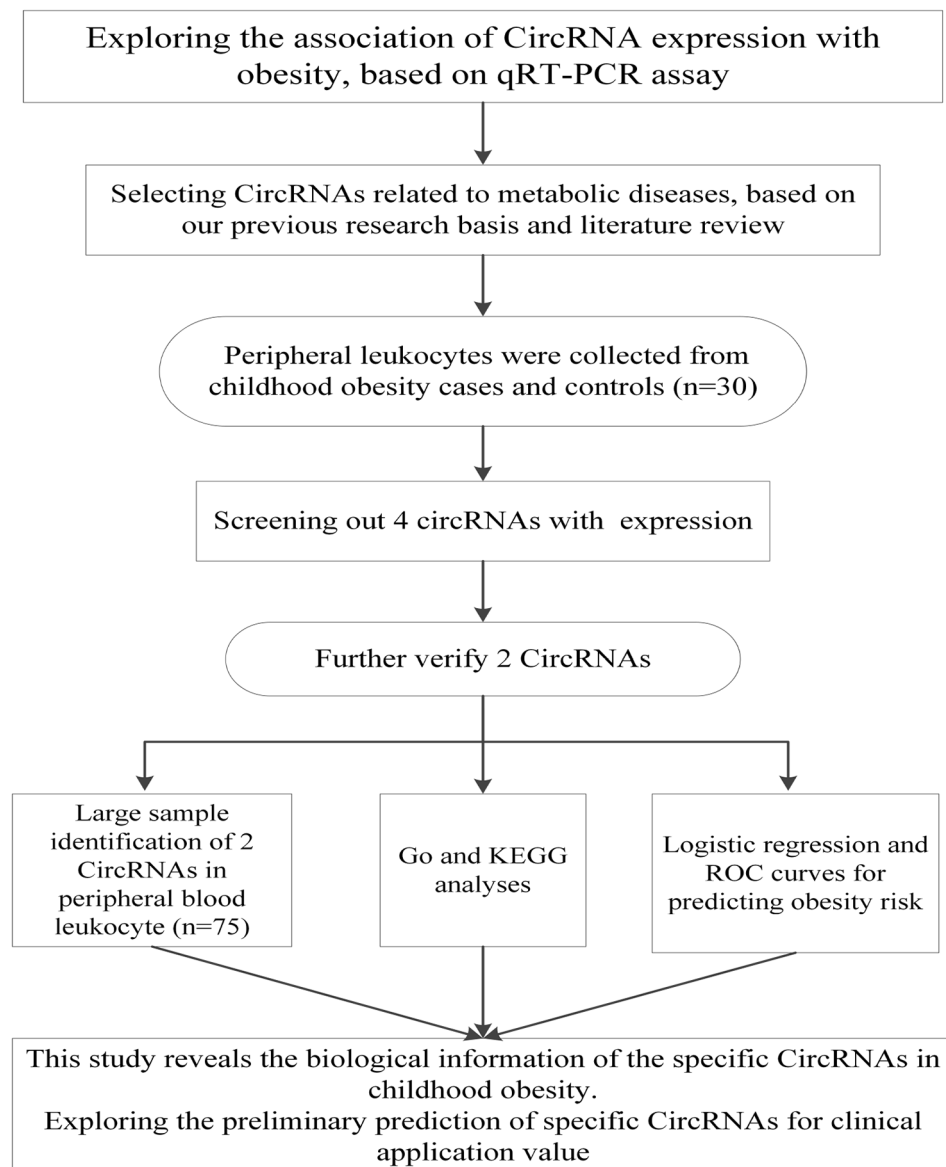 Exploring the association of CircRNA expression with
obesity, based on qRT-PCR assay
Selecting CircRNAs related to metabolic diseases, based on
our previous research basis and literature review
Peripheral leukocytes were collected from
childhood obesity cases and controls (n=30)
Screening out 4 circRNAs with expression
Further verify 2 CircRNAs
Large sample
identification of 2
CircRNAs in
peripheral blood
leukocyte (n=75)
Go and KEGG
analyses
Logistic regression and
ROC curves for
predicting obesity risk
This study reveals the biological information of the specific CircRNAs in
childhood obesity.
Exploring the preliminary prediction of specific CircRNAs for clinical
application value